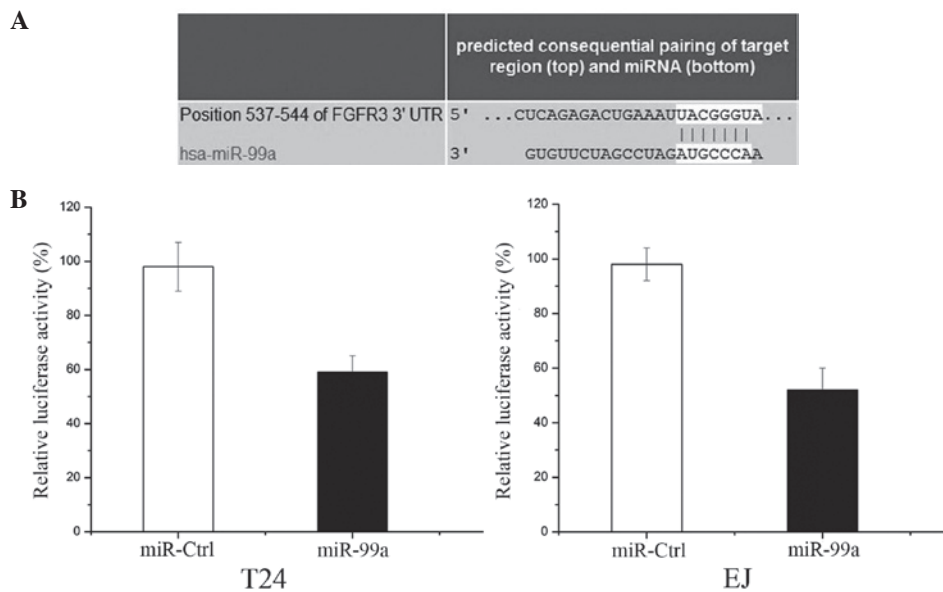 A
predicted consequential pairing of target
region (top) and miRNA (bottom)
Position 537-544 of FGFR3 3' UTR 5' ...CUCAGAGACUGAAAUUACGGGUA...
hsa-miR-99a 3' GUGUUCUAGCCUAGAUGCCCAA
B
Relative luciferase activity (%)
120
100
80
60
40
20
0
miR-Ctrl miR-99a
T24
Relative luciferase activity (%)
120
100
80
60
40
20
0
miR-Ctrl miR-99a
EJ